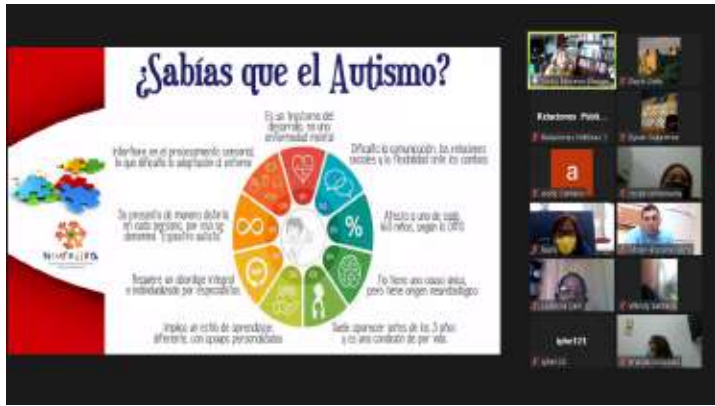 ¿Sabías que el Autismo?
Es un trastorno del
desarrollo, no una
enfermedad mental
Interfiere en el procesamiento sensorial,
lo que dificulta la adaptación al entorno
Dificulta la comunicación, las relaciones
sociales y la flexibilidad ante los cambios
Se presenta de manera distinta
en cada persona, por eso se
denomina "Espectro autista"
%
Afecta a uno de cada
160 niños, según la OMS
Requiere un abordaje integral
e individualizado por especialistas
No tiene una causa única,
pero tiene origen neurobiológico
Implica un estilo de aprendizaje
diferente, con apoyos personalizados
Suele aparecer antes de los 3 años
y es una condición de por vida.
Relaciones Públi...
a
iphn121